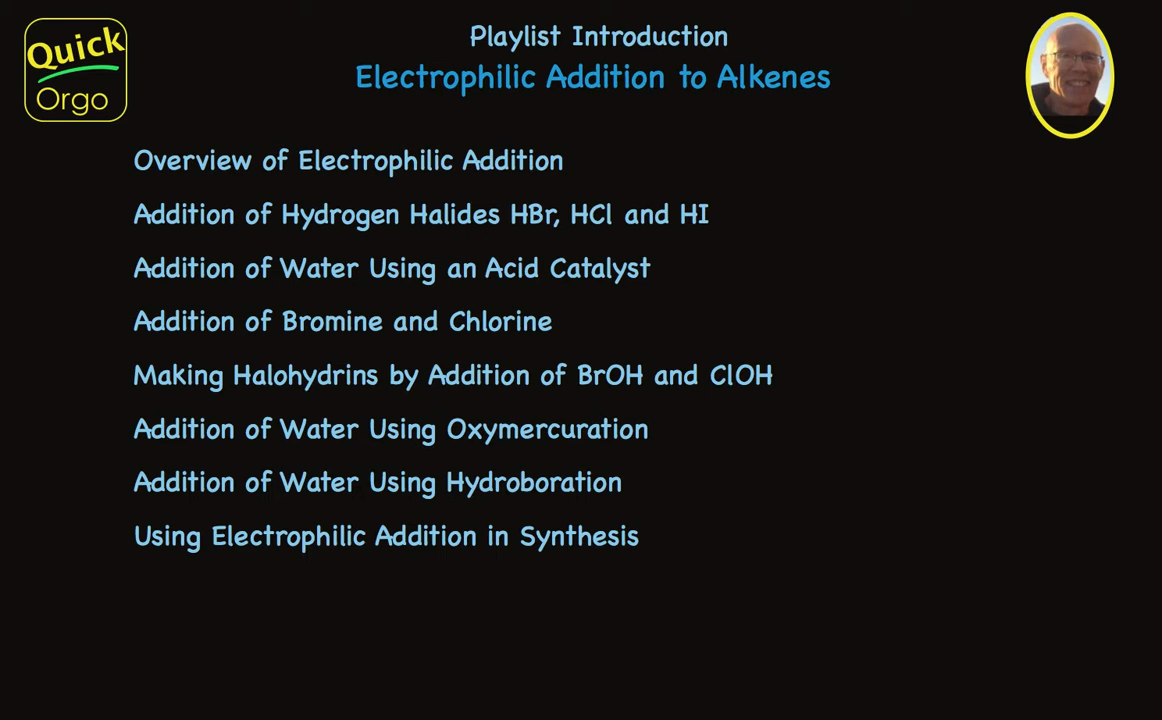 Quick
Orgo
Playlist Introduction
Electrophilic Addition to Alkenes
Overview of Electrophilic Addition
Addition of Hydrogen Halides HBr, HCl and HI
Addition of Water Using an Acid Catalyst
Addition of Bromine and Chlorine
Making Halohydrins by Addition of BrOH and ClOH
Addition of Water Using Oxymercuration
Addition of Water Using Hydroboration
Using Electrophilic Addition in Synthesis